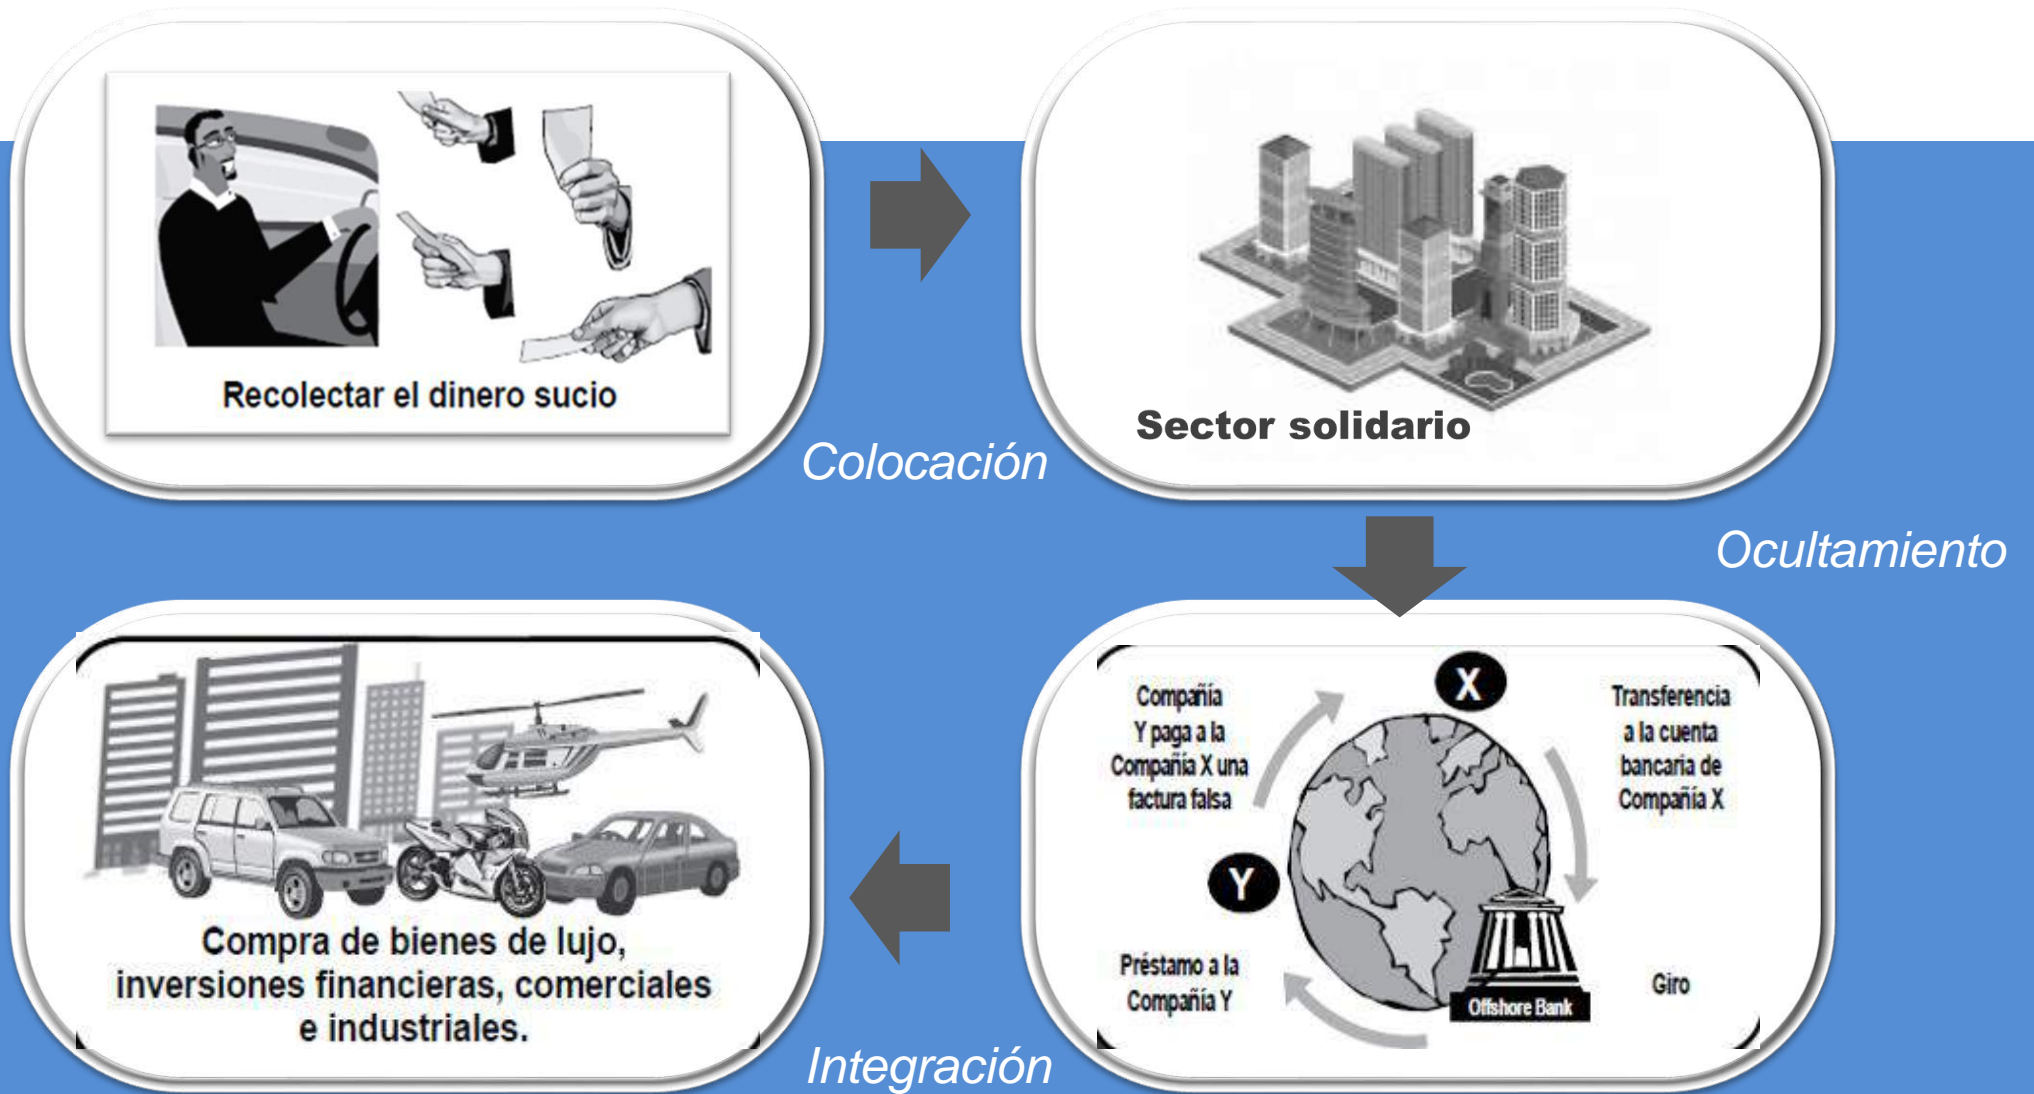 Recolectar el dinero sucio
Colocación
Sector solidario
Ocultamiento
Compañía
Y paga a la
Compañía X una
factura falsa
X
Transferencia
a la cuenta
bancaria de
Compañía X
Y
Préstamo a la
Compañía Y
Offshore Bank
Giro
Integración
Compra de bienes de lujo,
inversiones financieras, comerciales
e industriales.